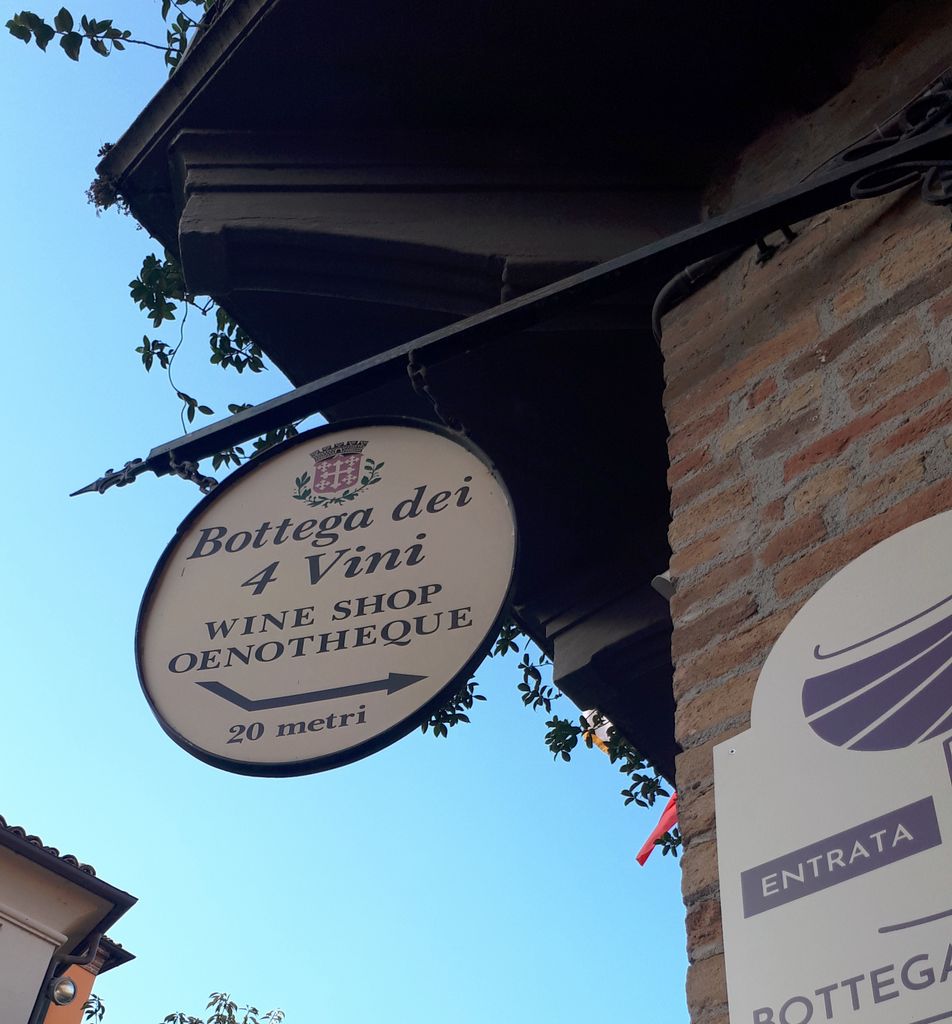 Bottega dei
4 Vini
WINE SHOP
OENOTHEQUE
20 metri
ENTRATA
BOTTEGA